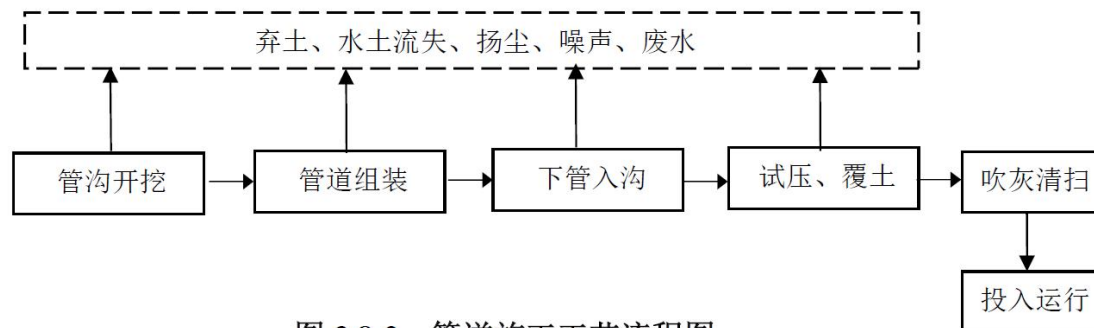 弃土、水土流失、扬尘、噪声、废水
管沟开挖
管道组装
下管入沟
试压、覆土
吹灰清扫
投入运行